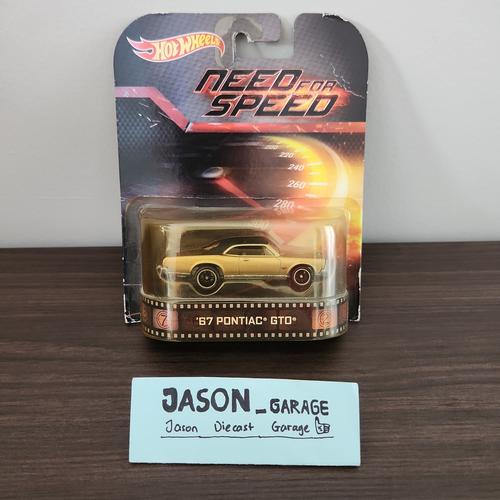 HOT WHEELS
NEED FOR
SPEED
220
240
260
280
'67 PONTIAC® GTO®
JASON_GARAGE
Jason Diecast Garage